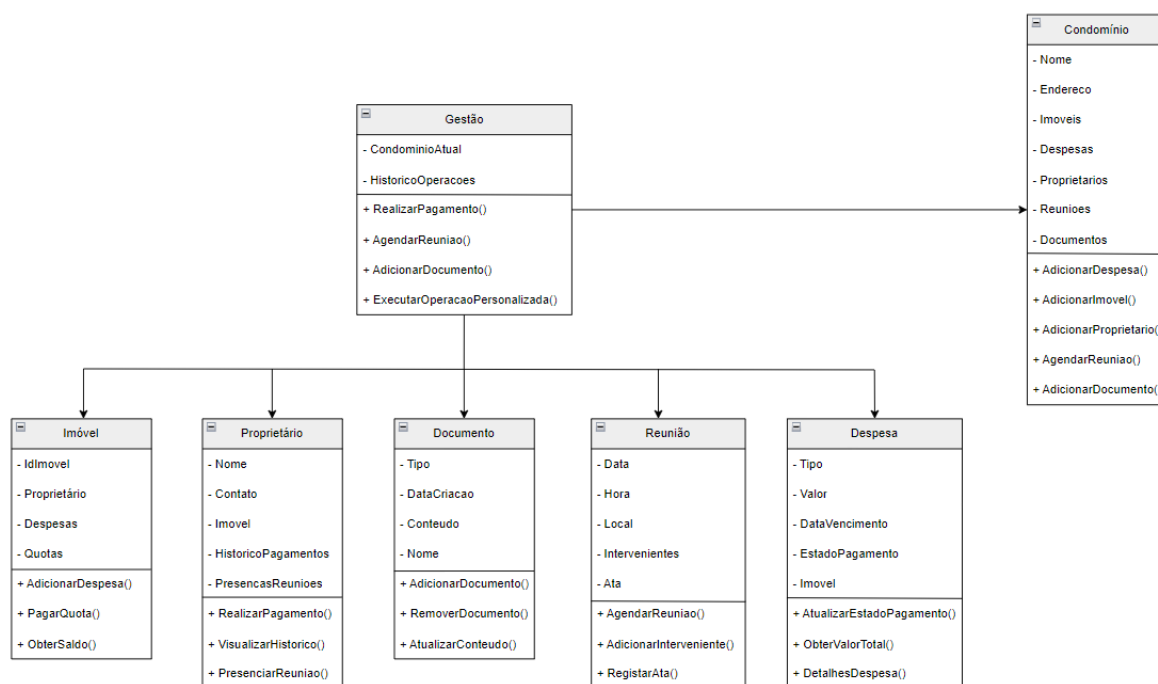 Condomínio
- Nome
- Endereco
- Imoveis
- Despesas
- Proprietarios
- Reunioes
- Documentos
+ AdicionarDespesa()
+ AdicionarImovel()
+ AdicionarProprietario(
+ AgendarReuniao()
+ AdicionarDocumento(
Gestão
- CondominioAtual
- HistoricoOperacoes
+ RealizarPagamento()
+ AgendarReuniao()
+ AdicionarDocumento()
+ ExecutarOperacaoPersonalizada()
Imóvel
- IdImovel
- Proprietário
- Despesas
- Quotas
+ AdicionarDespesa()
+ PagarQuota()
+ ObterSaldo()
Proprietário
- Nome
- Contato
- Imovel
- HistoricoPagamentos
- PresencasReunioes
+ RealizarPagamento()
+ VisualizarHistorico()
+ PresenciarReuniao()
Documento
- Tipo
- DataCriacao
- Conteudo
- Nome
+ AdicionarDocumento()
+ RemoverDocumento()
+ AtualizarConteudo()
Reunião
- Data
- Hora
- Local
- Intervenientes
- Ata
+ AgendarReuniao()
+ AdicionarInterveniente()
+ RegistarAta()
Despesa
- Tipo
- Valor
- DataVencimento
- EstadoPagamento
- Imovel
+ AtualizarEstadoPagamento()
+ ObterValorTotal()
+ DetalhesDespesa()